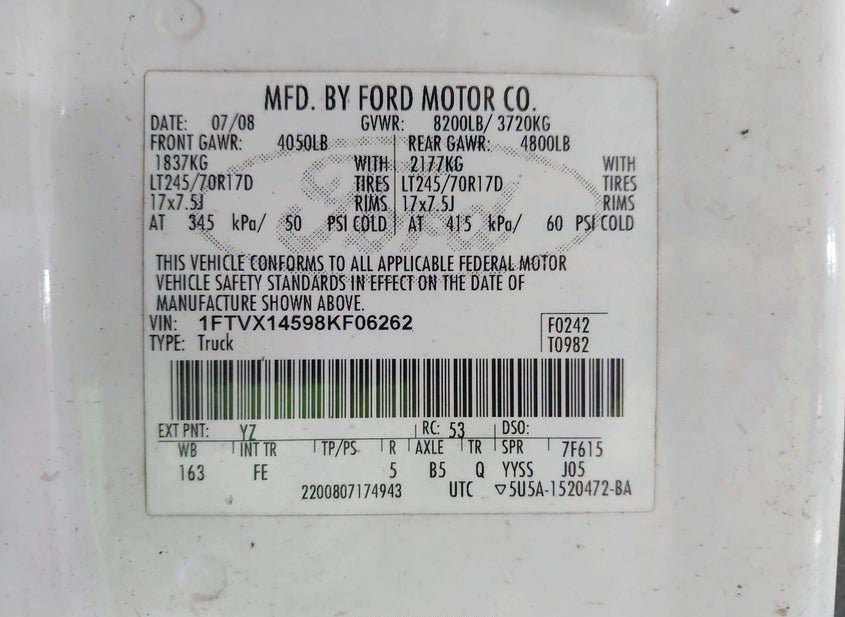 MFD. BY FORD MOTOR CO.
DATE: 07/08 GVWR: 8200LB/ 3720KG
FRONT GAWR: 4050LB REAR GAWR: 4800LB
1837KG WITH 2177KG WITH
LT245/70R17D TIRES LT245/70R17D TIRES
17x7.5J RIMS 17x7.5J RIMS
AT 345 kPa/ 50 PSI COLD AT 415 kPa/ 60 PSI COLD
THIS VEHICLE CONFORMS TO ALL APPLICABLE FEDERAL MOTOR
VEHICLE SAFETY STANDARDS IN EFFECT ON THE DATE OF
MANUFACTURE SHOWN ABOVE.
VIN: 1FTVX14598KF06262 F0242
TYPE: Truck T0982
EXT PNT: YZ RC: 53 DSO:
WB INT TR TP/PS R AXLE TR SPR 7F615
163 FE 5 B5 Q YYSS J05
2200807174943 UTC ▽5U5A-1520472-BA
Ford